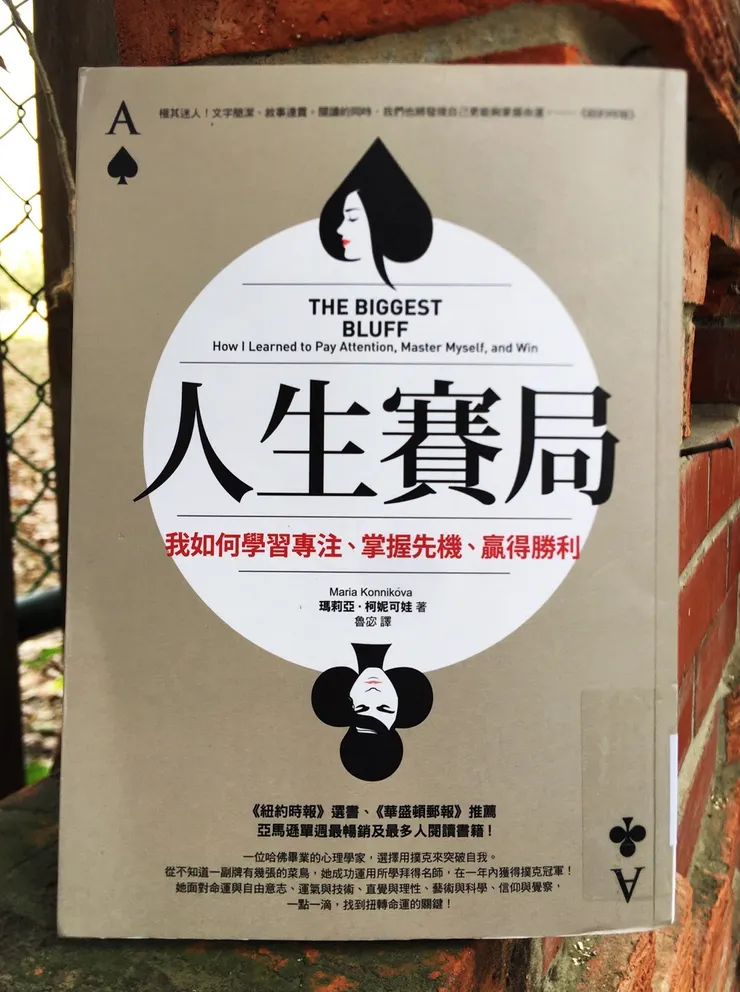 A
極其迷人！文字簡潔、敘事連貫，閱讀的同時，我們也將發現自己更能夠掌握命運。——《紐約時報》
THE BIGGEST
BLUFF
How I Learned to Pay Attention, Master Myself, and Win
人生賽局
我如何學習專注、掌握先機、贏得勝利
Maria Konnikova
瑪莉亞·柯妮可娃 著
魯宓 譯
《紐約時報》選書、《華盛頓郵報》推薦
亞馬遜單週最暢銷及最多人閱讀書籍！
一位哈佛畢業的心理學家，選擇用撲克來突破自我。
從不知道一副牌有幾張的菜鳥，她成功運用所學拜得名師，在一年內獲得撲克冠軍！
她面對命運與自由意志、運氣與技術、直覺與理性、藝術與科學、信仰與覺察，
一點一滴，找到扭轉命運的關鍵！
A